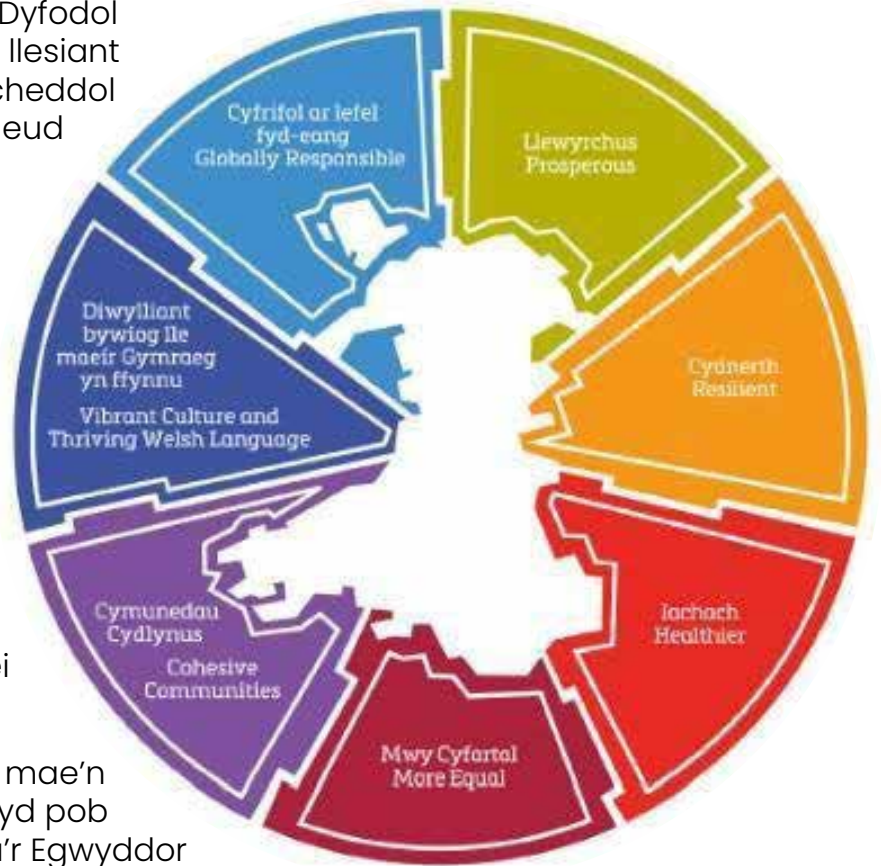 Dyfodol
llesiant
cheddol
eud
Cyfrifol ar lefel
fyd-eang
Globally Responsible
Llewyrchus
Prosperous
Cydnerth
Resilient
Iachach
Healthier
Mwy Cyfartal
More Equal
Cymunedau
Cydlynus
Cohesive
Communities
Diwylliant
bywiog lle
mae'r Gymraeg
yn ffynnu
Vibrant Culture and
Thriving Welsh Language
ei
mae'n
yd pob
a'r Egwyddor